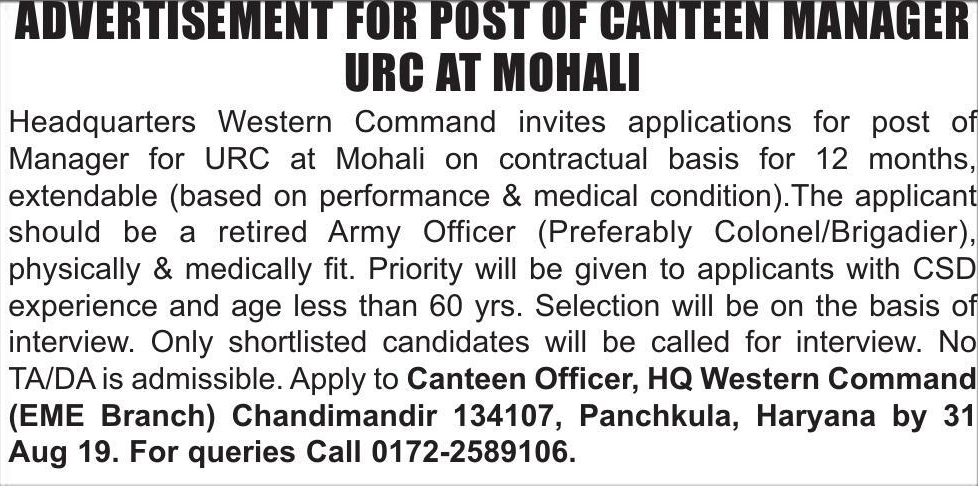 ADVERTISEMENT FOR POST OF CANTEEN MANAGER
URC AT MOHALI
Headquarters Western Command invites applications for post of
Manager for URC at Mohali on contractual basis for 12 months,
extendable (based on performance & medical condition).The applicant
should be a retired Army Officer (Preferably Colonel/Brigadier),
physically & medically fit. Priority will be given to applicants with CSD
experience and age less than 60 yrs. Selection will be on the basis of
interview. Only shortlisted candidates will be called for interview. No
TA/DA is admissible. Apply to Canteen Officer, HQ Western Command
(EME Branch) Chandimandir 134107, Panchkula, Haryana by 31
Aug 19. For queries Call 0172-2589106.